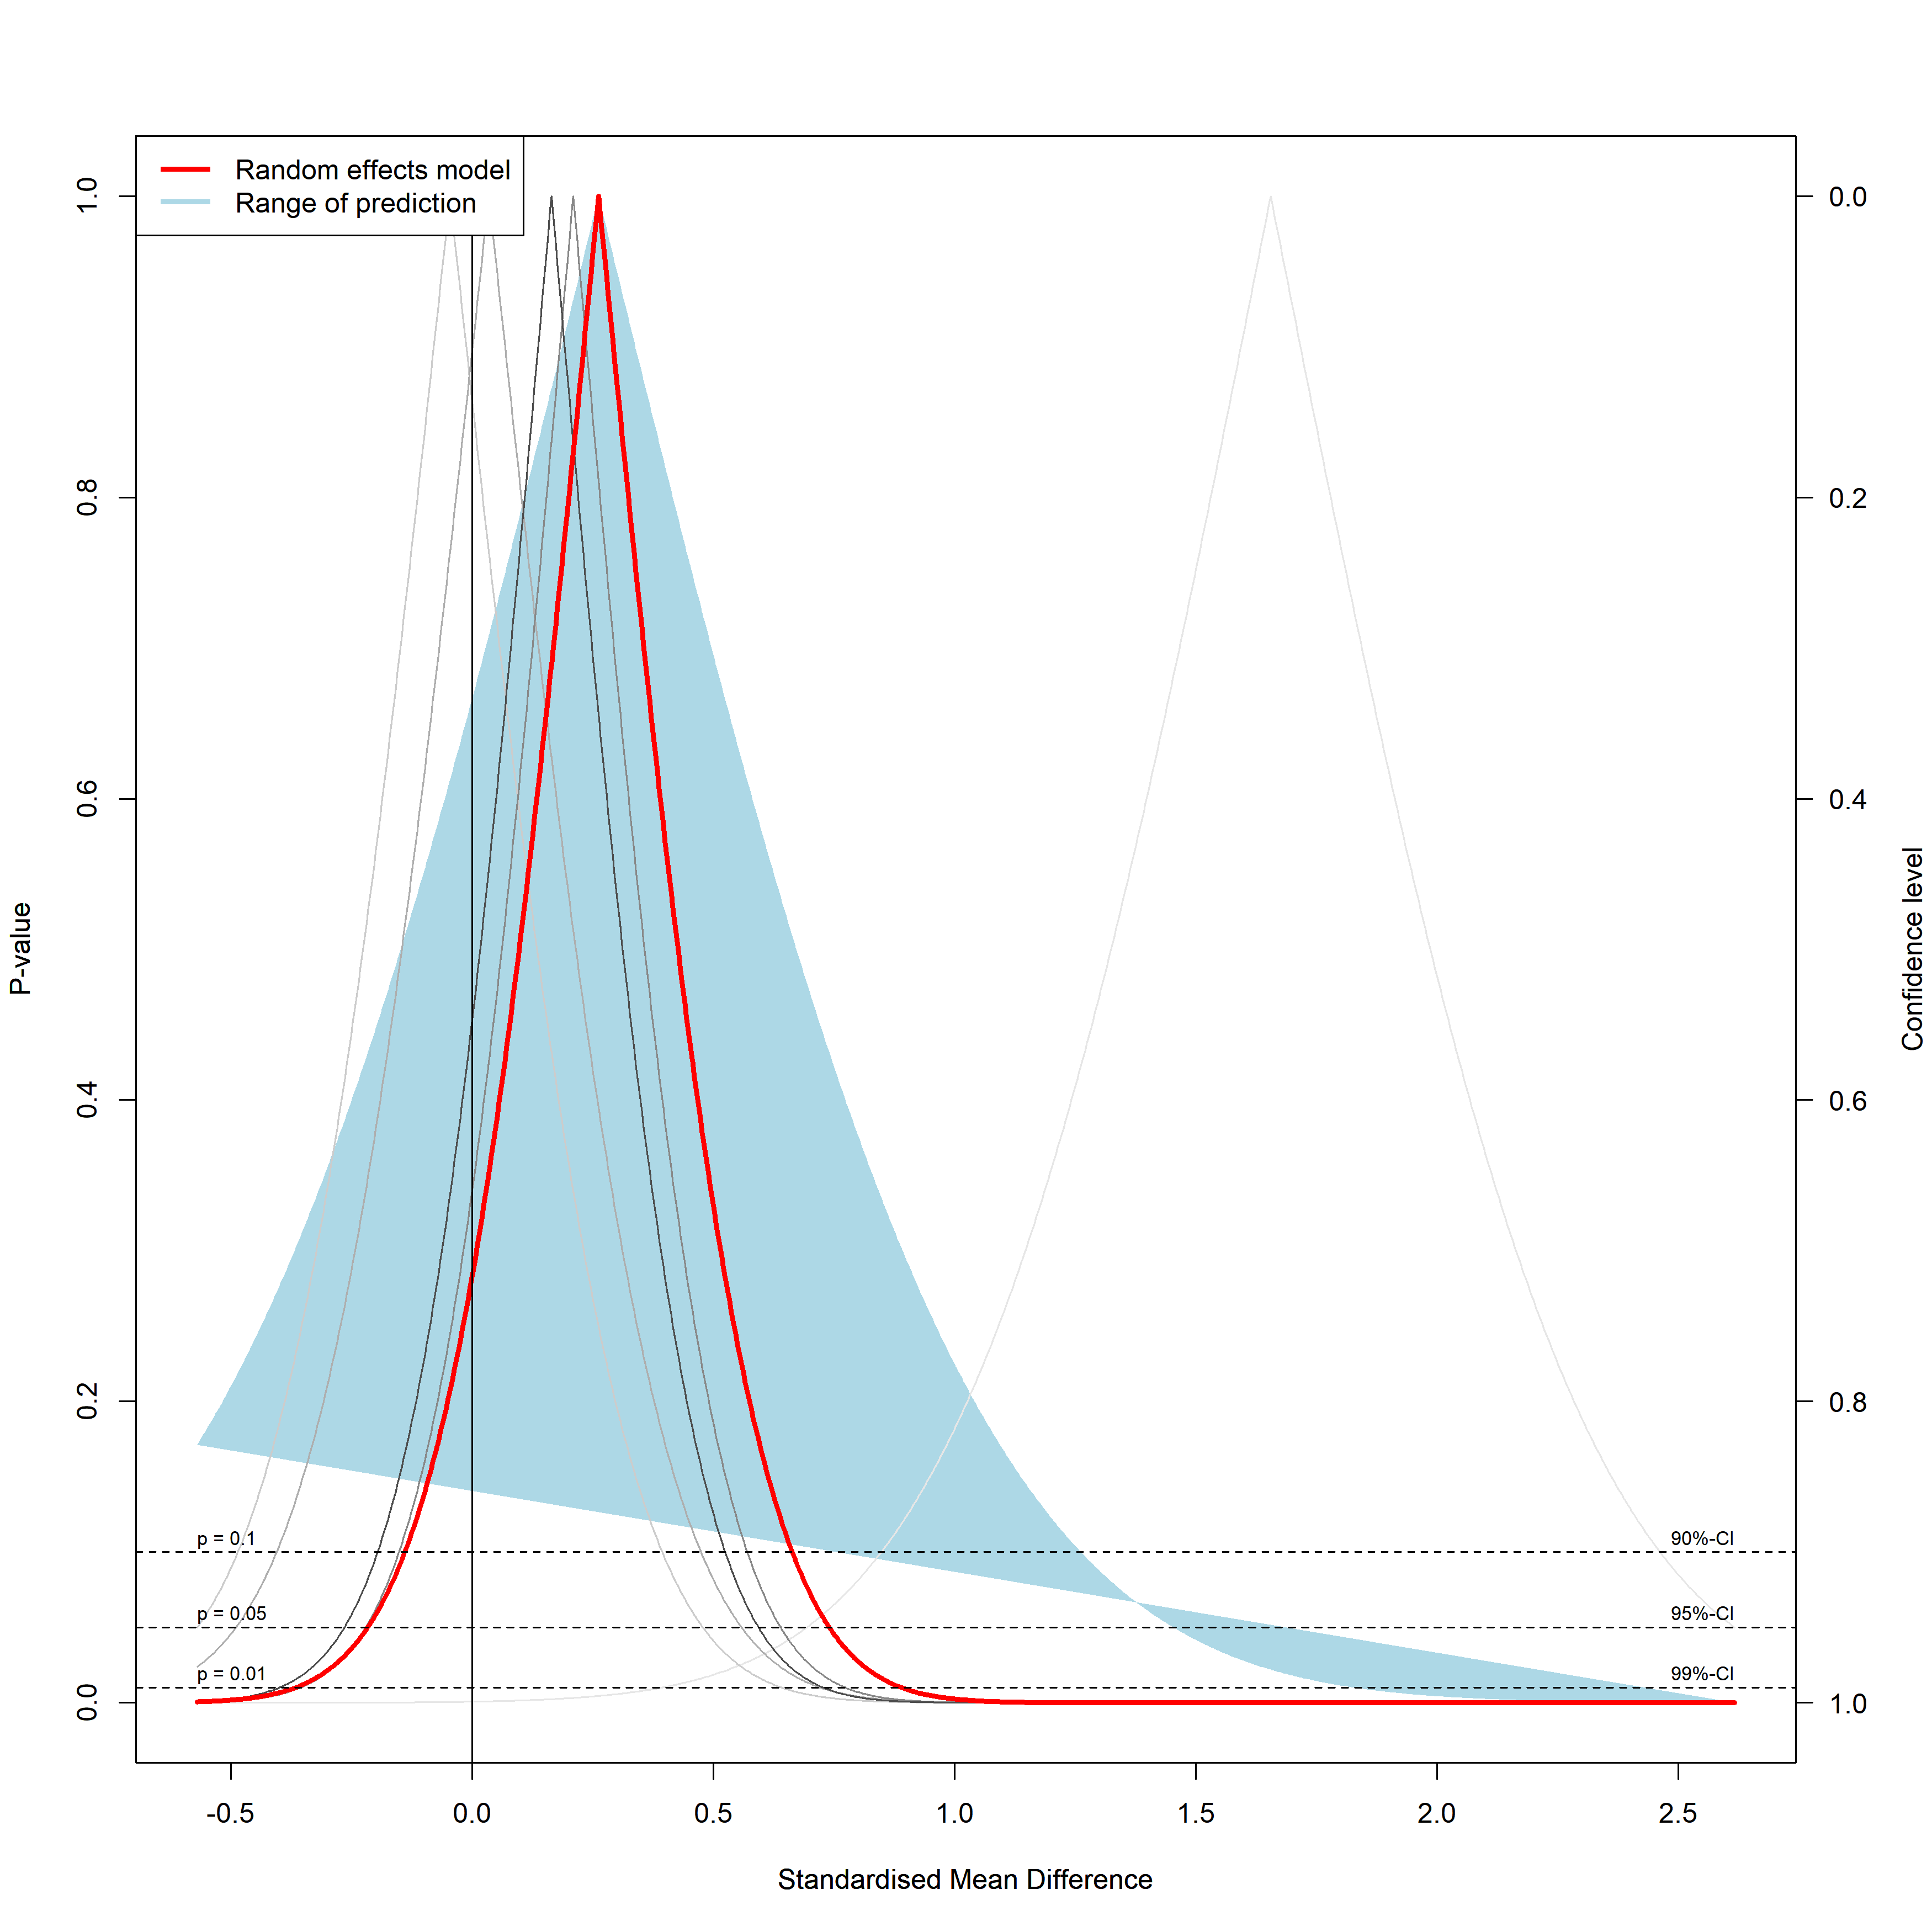 Random effects model
Range of prediction
1.0
0.8
0.6
0.4
0.2
0.0
P-value
0.0
0.2
0.4
0.6
0.8
1.0
Confidence level
p = 0.1
90%-CI
p = 0.05
95%-CI
p = 0.01
99%-CI
-0.5 0.0 0.5 1.0 1.5 2.0 2.5
Standardised Mean Difference